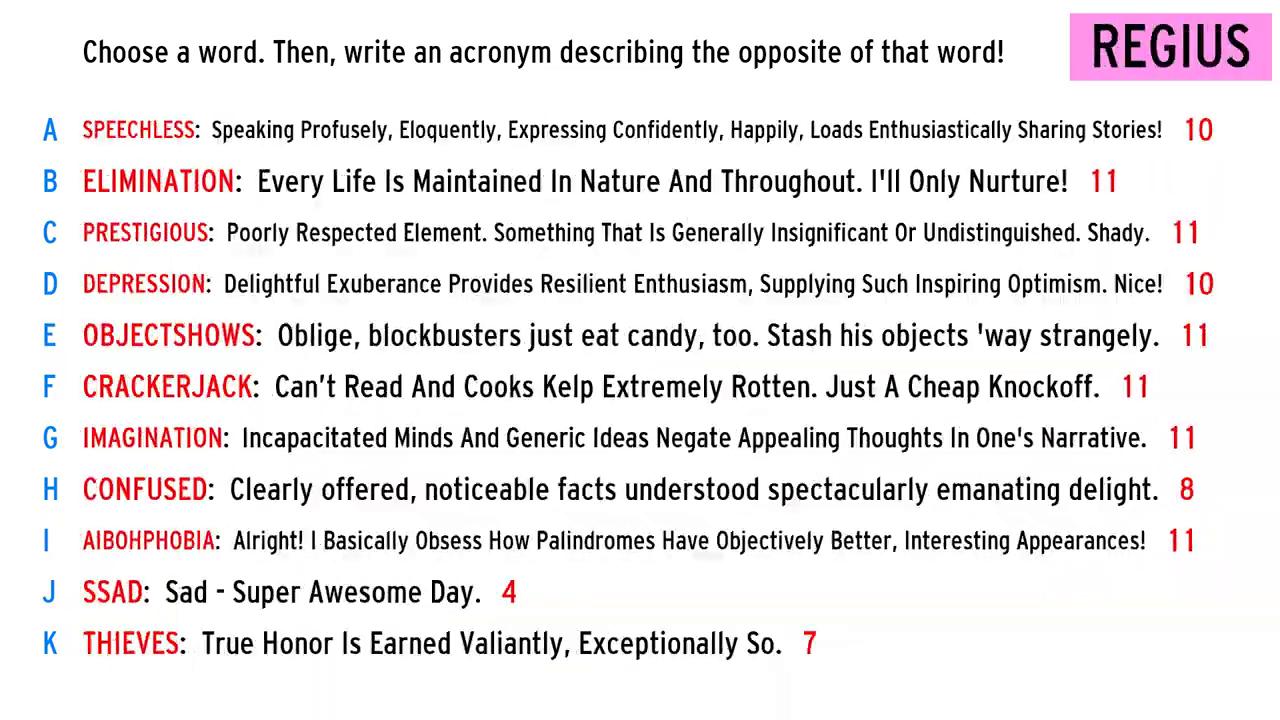 Choose a word. Then, write an acronym describing the opposite of that word!
REGIUS
A SPEECHLESS: Speaking Profusely, Eloquently, Expressing Confidently, Happily, Loads Enthusiastically Sharing Stories! 10
B ELIMINATION: Every Life Is Maintained In Nature And Throughout. I'll Only Nurture! 11
C PRESTIGIOUS: Poorly Respected Element. Something That Is Generally Insignificant Or Undistinguished. Shady. 11
D DEPRESSION: Delightful Exuberance Provides Resilient Enthusiasm, Supplying Such Inspiring Optimism. Nice! 10
E OBJECTSHOWS: Oblige, blockbusters just eat candy, too. Stash his objects 'way strangely. 11
F CRACKERJACK: Can’t Read And Cooks Kelp Extremely Rotten. Just A Cheap Knockoff. 11
G IMAGINATION: Incapacitated Minds And Generic Ideas Negate Appealing Thoughts In One's Narrative. 11
H CONFUSED: Clearly offered, noticeable facts understood spectacularly emanating delight. 8
I AIBOHPHOBIA: Alright! I Basically Obsess How Palindromes Have Objectively Better, Interesting Appearances! 11
J SSAD: Sad - Super Awesome Day. 4
K THIEVES: True Honor Is Earned Valiantly, Exceptionally So. 7